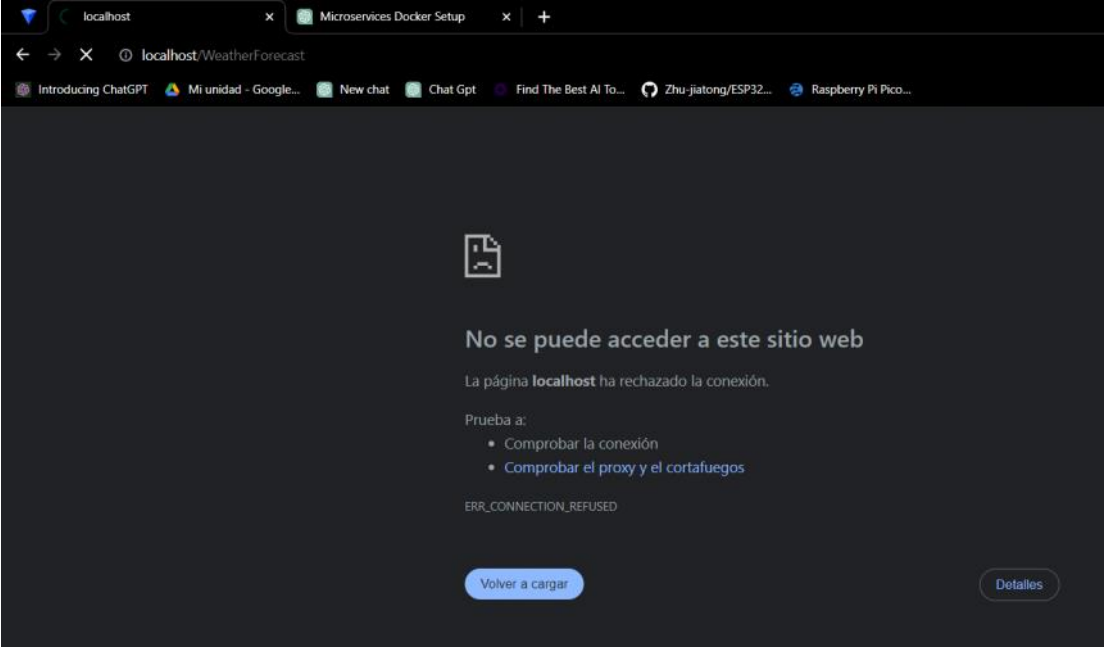 localhost
Microservices Docker Setup
localhost/WeatherForecast
Introducing ChatGPT
Mi unidad - Google...
New chat
Chat Gpt
Find The Best AI To...
Zhu-jiatong/ESP32...
Raspberry Pi Pico...
No se puede acceder a este sitio web
La página localhost ha rechazado la conexión.
Prueba a:
• Comprobar la conexión
• Comprobar el proxy y el cortafuegos
ERR_CONNECTION_REFUSED
Volver a cargar
Detalles